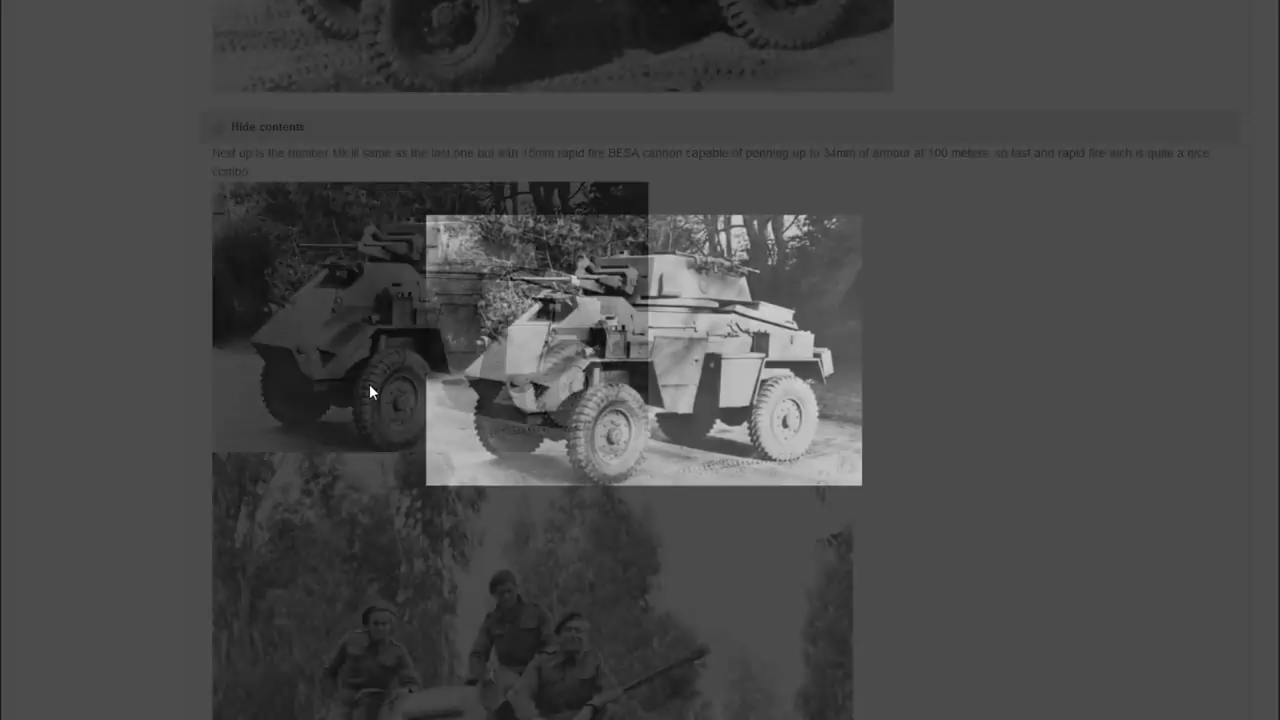 Hide contents
Next up is the Humber Mk III same as the last one but with 15mm rapid fire BESA cannon capable of penning up to 34mm of armour at 100 meters, so fast and rapid fire wich is quite a nice
combo